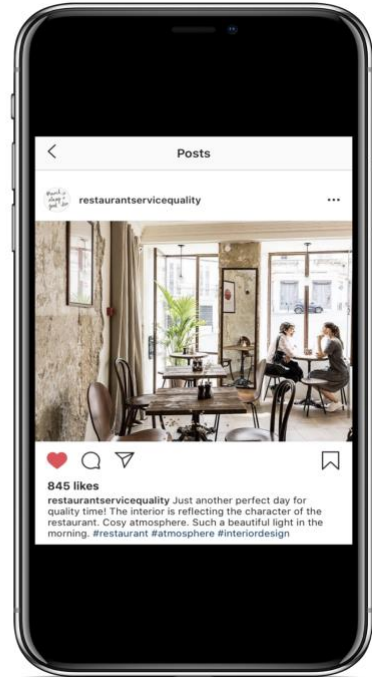 Posts
restaurantservicequality
845 likes
restaurantservicequality Just another perfect day for
quality time! The interior is reflecting the character of the
restaurant. Cosy atmosphere. Such a beautiful light in the
morning. #restaurant #atmosphere #interiordesign